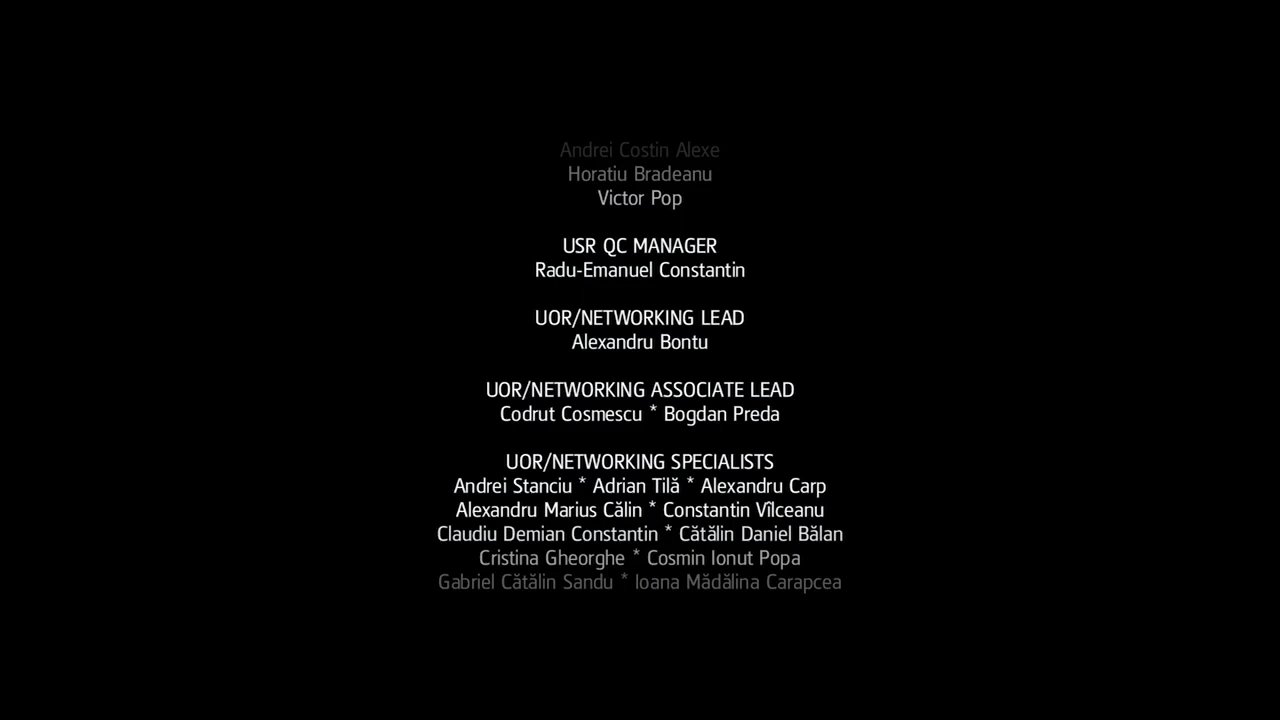 Andrei Costin Alexe
Horatiu Bradeanu
Victor Pop
USR QC MANAGER
Radu-Emanuel Constantin
UOR/NETWORKING LEAD
Alexandru Bontu
UOR/NETWORKING ASSOCIATE LEAD
Codrut Cosmescu * Bogdan Preda
UOR/NETWORKING SPECIALISTS
Andrei Stanciu * Adrian Tilă * Alexandru Carp
Alexandru Marius Călin * Constantin Vîlceanu
Claudiu Demian Constantin * Cătălin Daniel Bălan
Cristina Gheorghe * Cosmin Ionut Popa
Gabriel Cătălin Sandu * Ioana Mădălina Carapcea